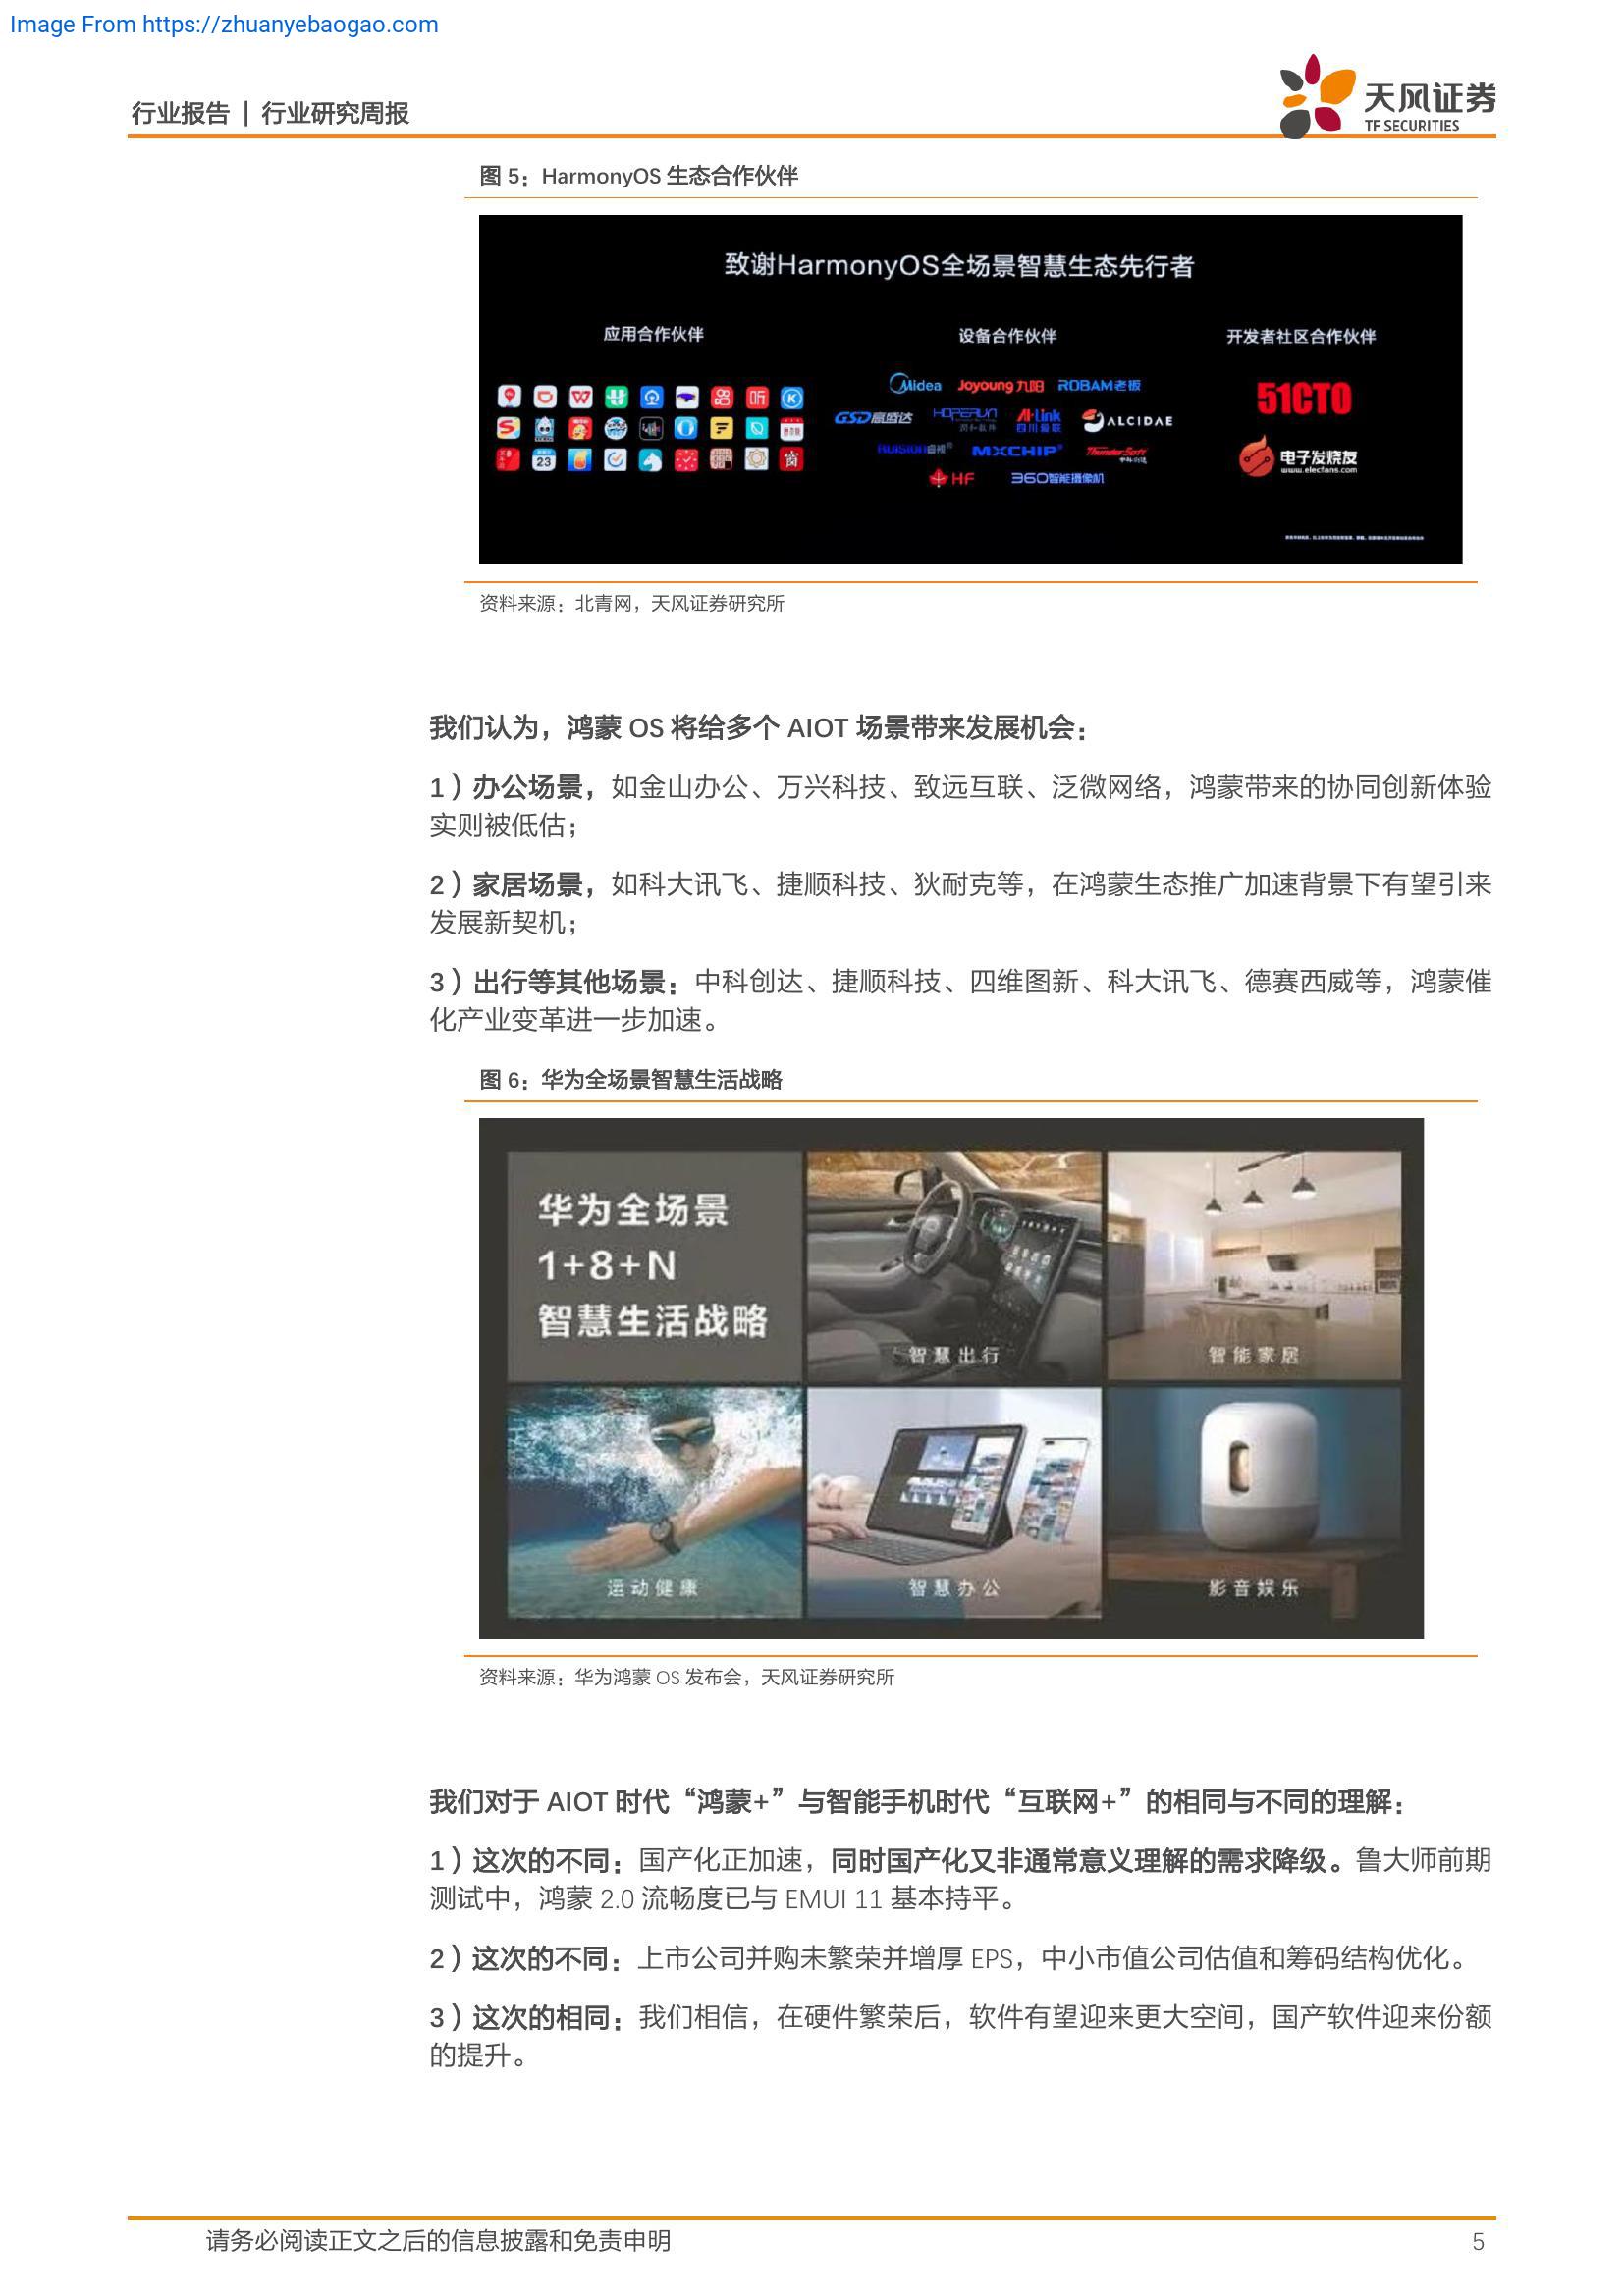 Image From https://zhuanyebaogao.com
行业报告 | 行业研究周报
天风证券
TF SECURITIES
图 5：HarmonyOS 生态合作伙伴
致谢HarmonyOS全场景智慧生态先行者
应用合作伙伴
设备合作伙伴
开发者社区合作伙伴
Midea Joyoung九阳 ROBAM老板
GSD高盛达 HOPERUN 润和软件 AI-Link 四川爱联 ALCIDAE
MXCHIP ThunderSoft
HF 360智能摄像机
51CTO
电子发烧友
www.elecfans.com
23
听
窗
资料来源：北青网，天风证券研究所
我们认为，鸿蒙 OS 将给多个 AIOT 场景带来发展机会：
1）办公场景，如金山办公、万兴科技、致远互联、泛微网络，鸿蒙带来的协同创新体验
实则被低估；
2）家居场景，如科大讯飞、捷顺科技、狄耐克等，在鸿蒙生态推广加速背景下有望引来
发展新契机；
3）出行等其他场景：中科创达、捷顺科技、四维图新、科大讯飞、德赛西威等，鸿蒙催
化产业变革进一步加速。
图 6：华为全场景智慧生活战略
华为全场景
1+8+N
智慧生活战略
智慧出行
智能家居
运动健康
智慧办公
影音娱乐
资料来源：华为鸿蒙 OS 发布会，天风证券研究所
我们对于 AIOT 时代“鸿蒙+”与智能手机时代“互联网+”的相同与不同的理解：
1）这次的不同：国产化正加速，同时国产化又非通常意义理解的需求降级。鲁大师前期
测试中，鸿蒙 2.0 流畅度已与 EMUI 11 基本持平。
2）这次的不同：上市公司并购未繁荣并增厚 EPS，中小市值公司估值和筹码结构优化。
3）这次的相同：我们相信，在硬件繁荣后，软件有望迎来更大空间，国产软件迎来份额
的提升。
请务必阅读正文之后的信息披露和免责申明
5